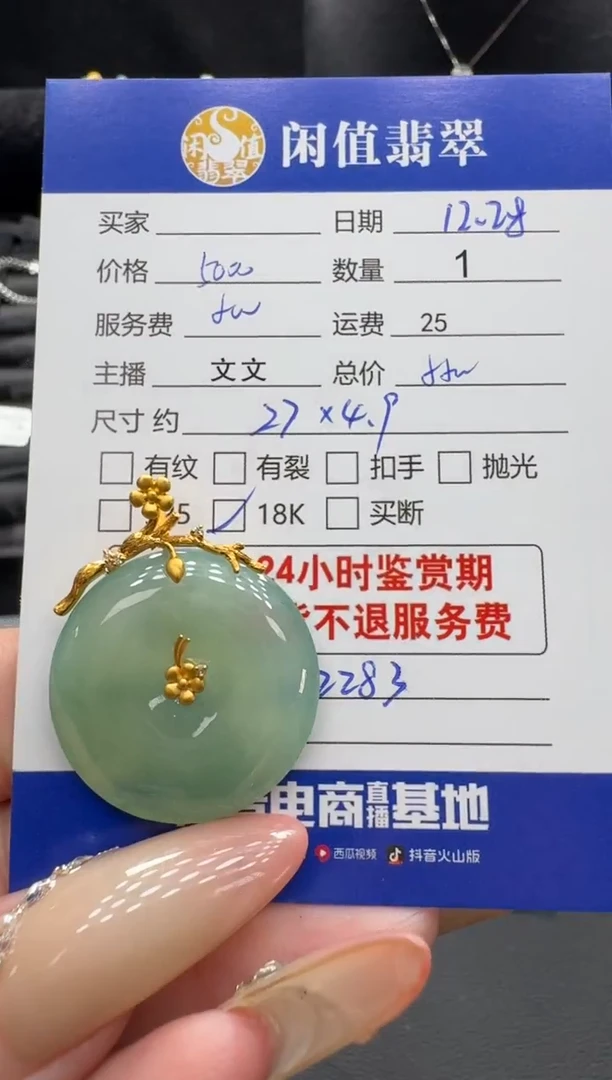 闲值翡翠
闲值翡翠
买家 日期 12.28
价格 5000 数量 1
服务费 运费 25
主播 文文 总价
尺寸 约 27×4.9
有纹 有裂 扣手 抛光
5 18K 买断
24小时鉴赏期
不退服务费
2283
电商直播基地
西瓜视频 抖音火山版